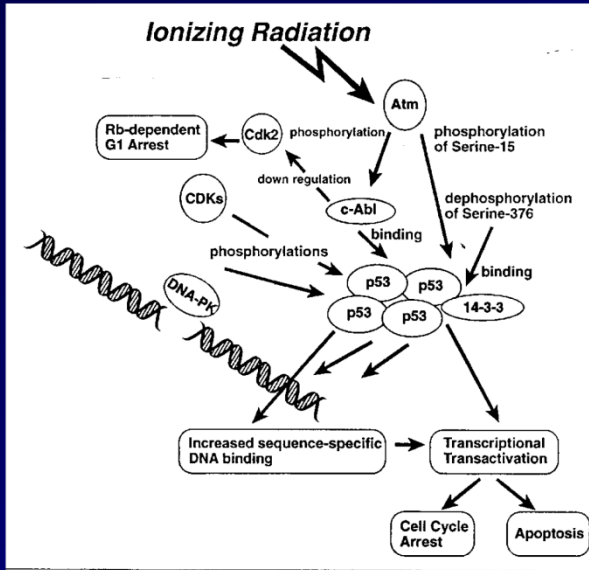 Ionizing Radiation
Atm
Rb-dependent
G1 Arrest
Cdk2
phosphorylation
phosphorylation
of Serine-15
down regulation
CDKs
c-Abl
dephosphorylation
of Serine-376
binding
phosphorylations
binding
DNA-PK
p53
p53
p53
p53
14-3-3
Increased sequence-specific
DNA binding
Transcriptional
Transactivation
Cell Cycle
Arrest
Apoptosis